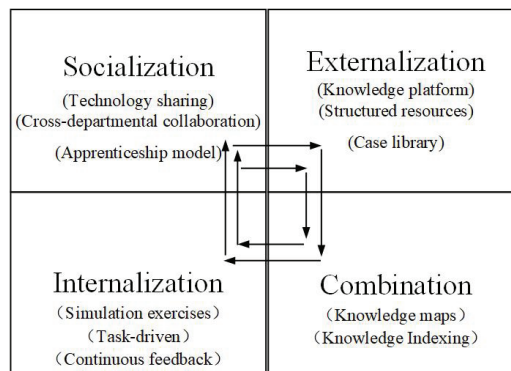 Socialization
(Technology sharing)
(Cross-departmental collaboration)
(Apprenticeship model)
Externalization
(Knowledge platform)
(Structured resources)
(Case library)
Internalization
（Simulation exercises）
（Task-driven）
（Continuous feedback）
Combination
（Knowledge maps）
（Knowledge Indexing）